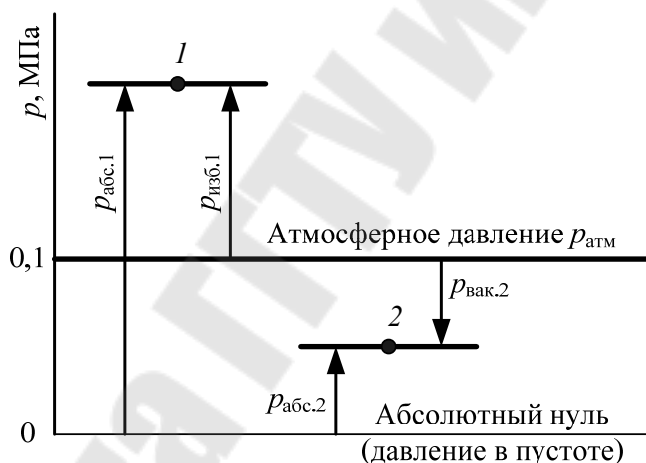 p, МПа
1
pабс.1
pизб.1
Атмосферное давление pатм
0,1
pвак.2
2
pабс.2
Абсолютный нуль
0
(давление в пустоте)